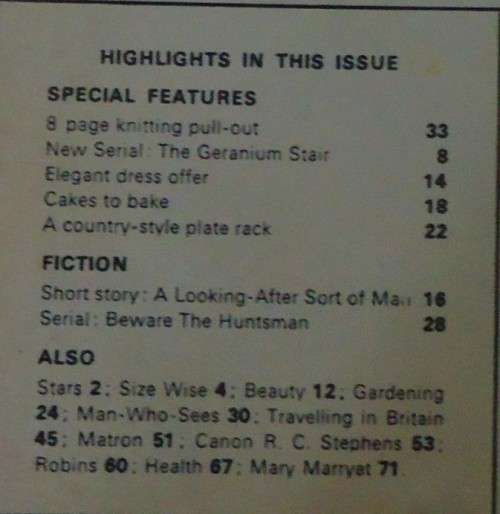 HIGHLIGHTS IN THIS ISSUE
SPECIAL FEATURES
8 page knitting pull-out 33
New Serial: The Geranium Stair 8
Elegant dress offer 14
Cakes to bake 18
A country-style plate rack 22
FICTION
Short story: A Looking-After Sort of Man 16
Serial: Beware The Huntsman 28
ALSO
Stars 2; Size Wise 4; Beauty 12; Gardening
24; Man-Who-Sees 30; Travelling in Britain
45; Matron 51; Canon R. C. Stephens 53;
Robins 60; Health 67; Mary Marryat 71.